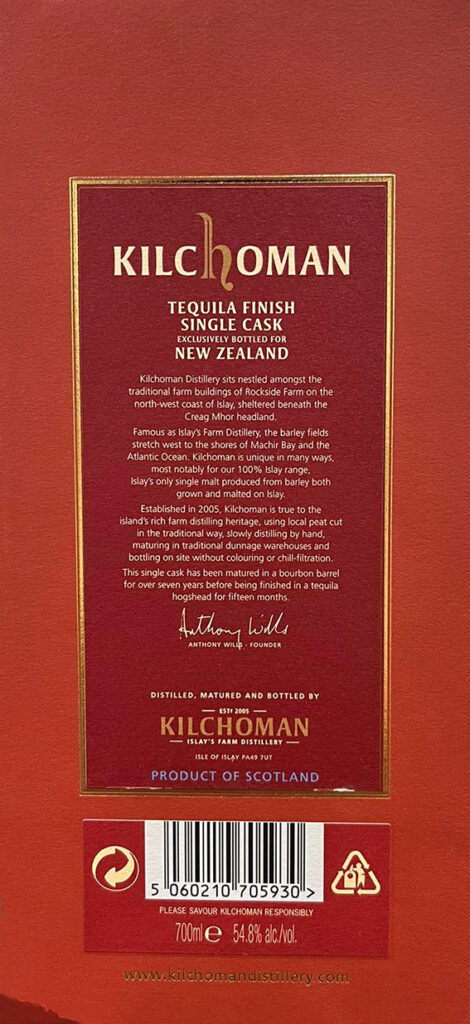 KILCHOMAN
TEQUILA FINISH
SINGLE CASK
EXCLUSIVELY BOTTLED FOR
NEW ZEALAND
Kilchoman Distillery sits nestled amongst the
traditional farm buildings of Rockside Farm on the
north-west coast of Islay, sheltered beneath the
Creag Mhor headland.
Famous as Islay's Farm Distillery, the barley fields
stretch west to the shores of Machir Bay and the
Atlantic Ocean. Kilchoman is unique in many ways,
most notably for our 100% Islay range,
Islay's only single malt produced from barley both
grown and malted on Islay.
Established in 2005, Kilchoman is true to the
island's rich farm distilling heritage, using local peat cut
in the traditional way, slowly distilling by hand,
maturing in traditional dunnage warehouses and
bottling on site without colouring or chill-filtration.
This single cask has been matured in a bourbon barrel
for over seven years before being finished in a tequila
hogshead for fifteen months.
Anthony Wills
ANTHONY WILLS - FOUNDER
DISTILLED, MATURED AND BOTTLED BY
ESTd 2005
KILCHOMAN
ISLAY'S FARM DISTILLERY
ISLE OF ISLAY PA49 7UT
PRODUCT OF SCOTLAND
5 060210 705930 >
PLEASE SAVOUR KILCHOMAN RESPONSIBLY
700ml e 54.8% alc./vol.
www.kilchomandistillery.com